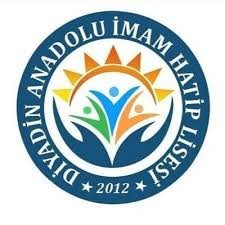 DİYADİN ANADOLU İMAM HATİP LİSESİ
★ 2012 ★